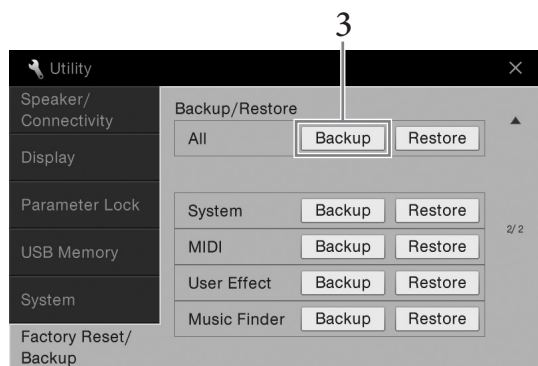 3
Utility
Speaker/
Connectivity
Display
Parameter Lock
USB Memory
System
Factory Reset/
Backup
Backup/Restore
All Backup Restore
System Backup Restore
MIDI Backup Restore
User Effect Backup Restore
Music Finder Backup Restore
2/2